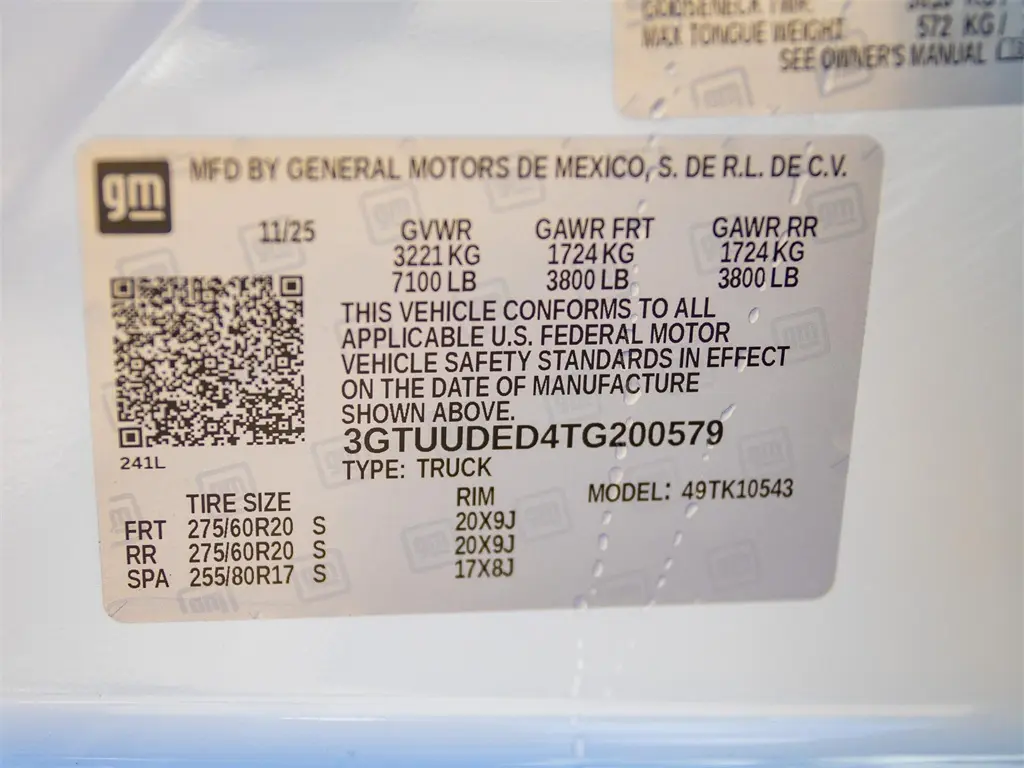 MAX TONGUE WEIGHT 572 KG/
SEE OWNER'S MANUAL
gm
MFD BY GENERAL MOTORS DE MEXICO, S. DE R.L. DE C.V.
11/25 GVWR GAWR FRT GAWR RR
3221 KG 1724 KG 1724 KG
7100 LB 3800 LB 3800 LB
THIS VEHICLE CONFORMS TO ALL
APPLICABLE U.S. FEDERAL MOTOR
VEHICLE SAFETY STANDARDS IN EFFECT
ON THE DATE OF MANUFACTURE
SHOWN ABOVE.
3GTUUDED4TG200579
241L
TYPE: TRUCK
TIRE SIZE RIM MODEL: 49TK10543
FRT 275/60R20 S 20X9J
RR 275/60R20 S 20X9J
SPA 255/80R17 S 17X8J